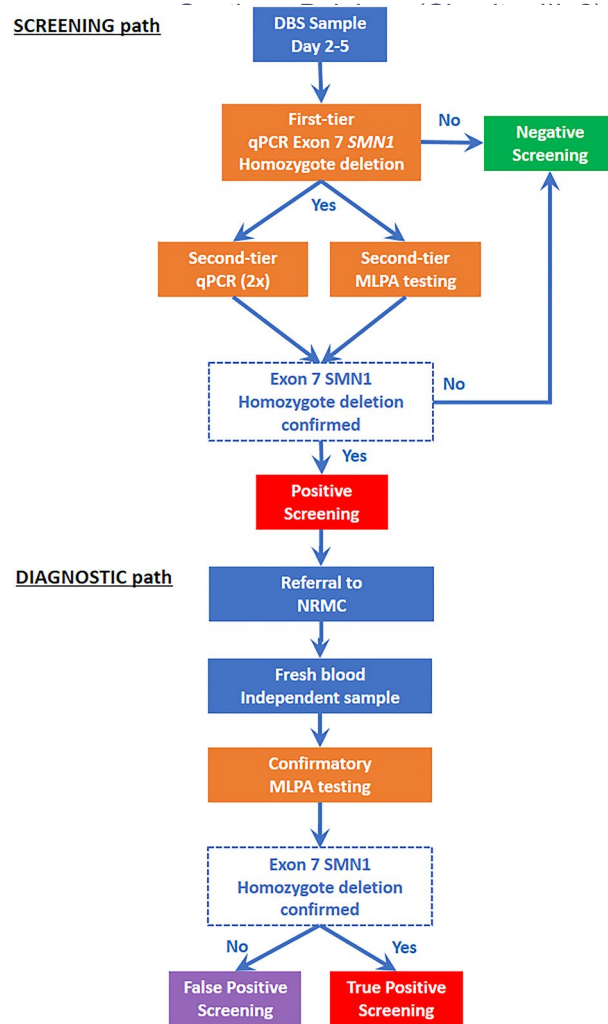 SCREENING path
DBS Sample
Day 2-5
First-tier
qPCR Exon 7 SMN1
Homozygote deletion
No
Negative
Screening
Yes
Second-tier
qPCR (2x)
Second-tier
MLPA testing
Exon 7 SMN1
Homozygote deletion
confirmed
No
Yes
Positive
Screening
DIAGNOSTIC path
Referral to
NRMC
Fresh blood
Independent sample
Confirmatory
MLPA testing
Exon 7 SMN1
Homozygote deletion
confirmed
No
Yes
False Positive
Screening
True Positive
Screening